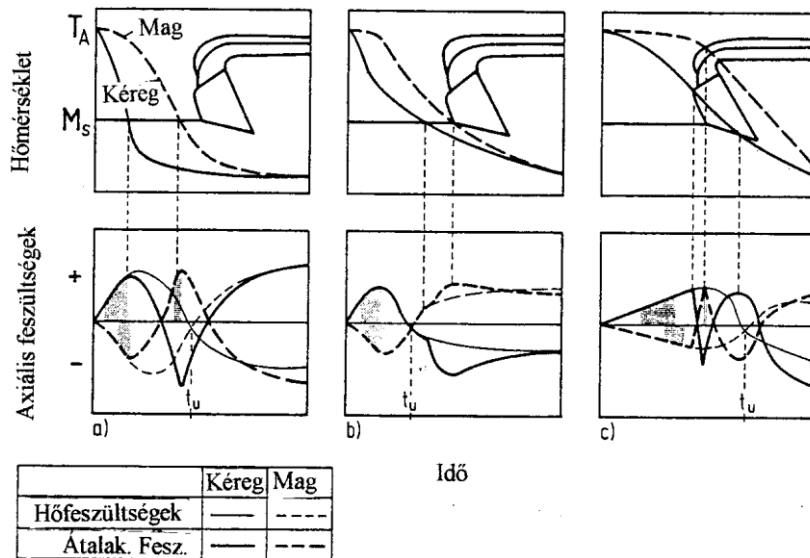 Hőmérséklet
T_A
M_s
Mag
Kéreg
Axiális feszültségek
+
−
t_u
a)
t_u
b)
t_u
c)
Idő
Kéreg Mag
Hőfeszültségek
Átalak. Fesz.